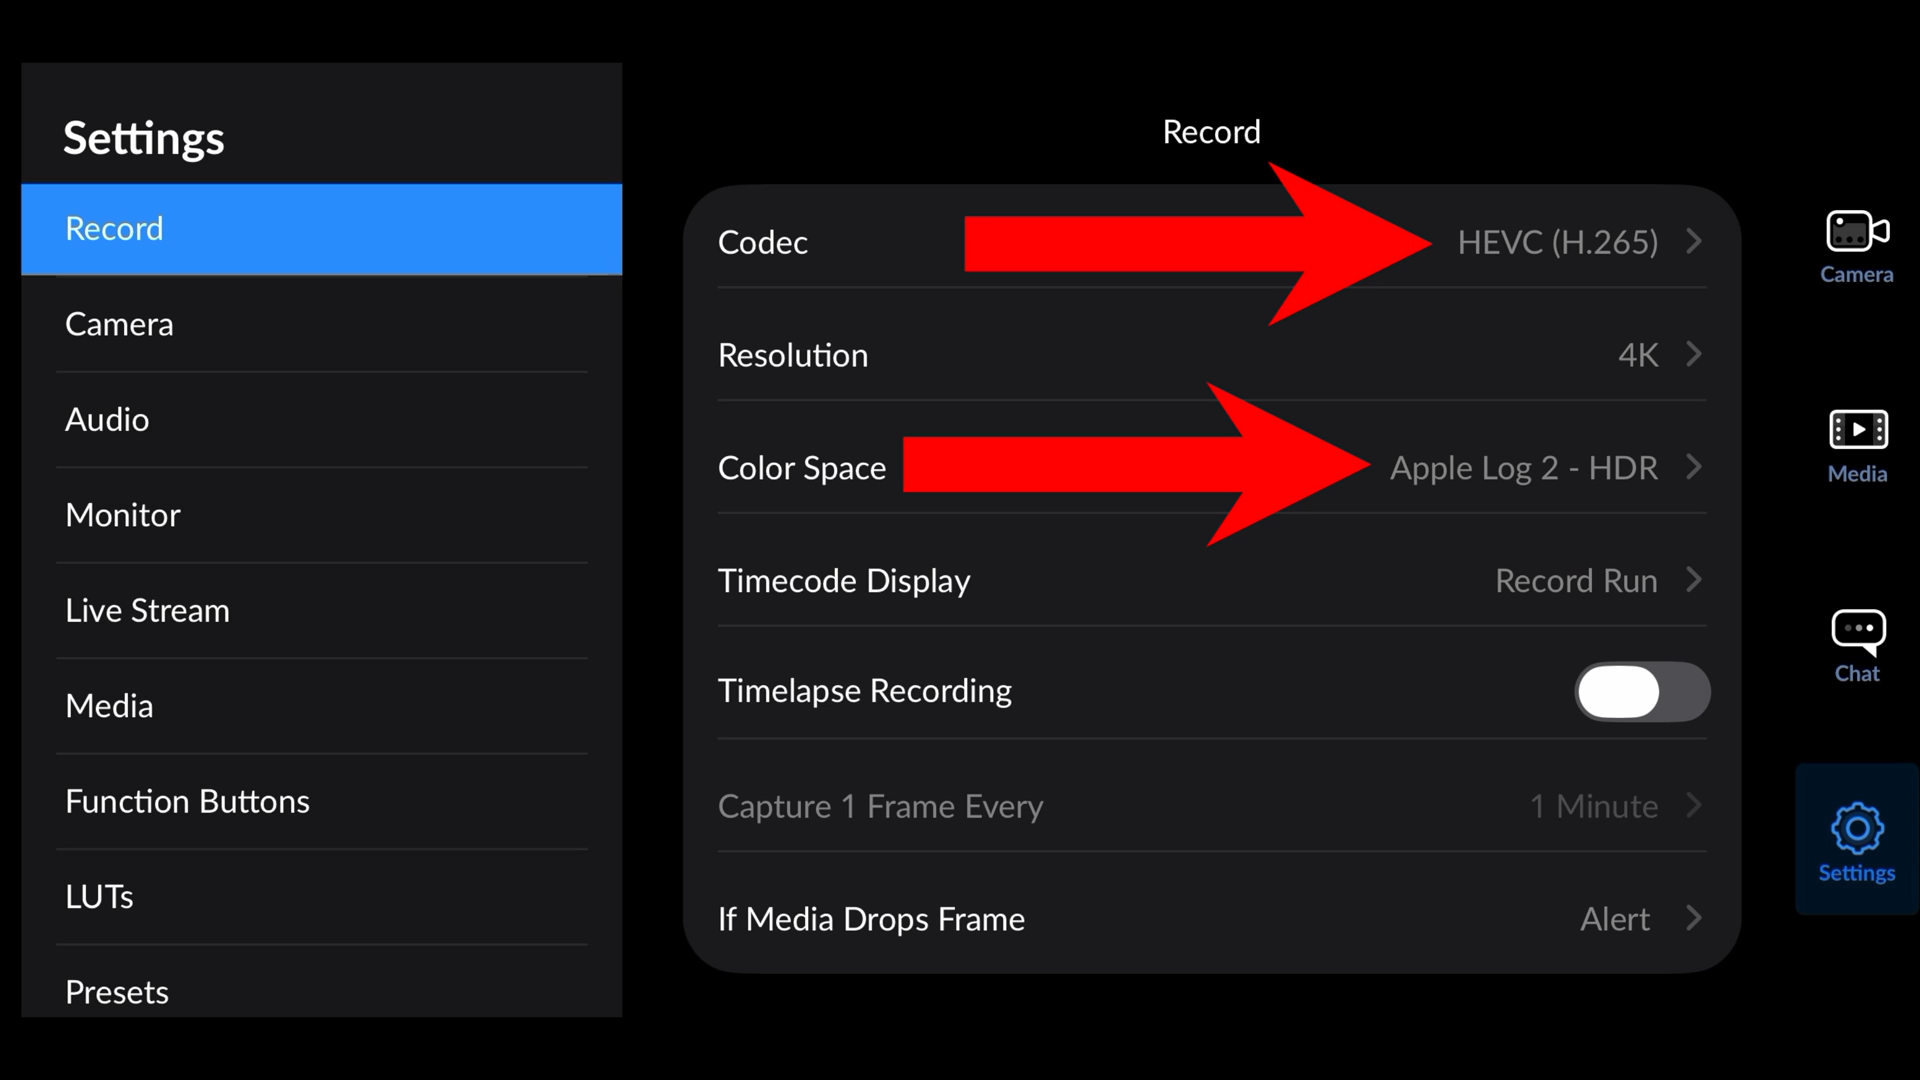 Settings
Record
Camera
Audio
Monitor
Live Stream
Media
Function Buttons
LUTs
Presets
Record
Codec HEVC (H.265)
Resolution 4K
Color Space Apple Log 2 - HDR
Timecode Display Record Run
Timelapse Recording
Capture 1 Frame Every 1 Minute
If Media Drops Frame Alert
Camera
Media
Chat
Settings